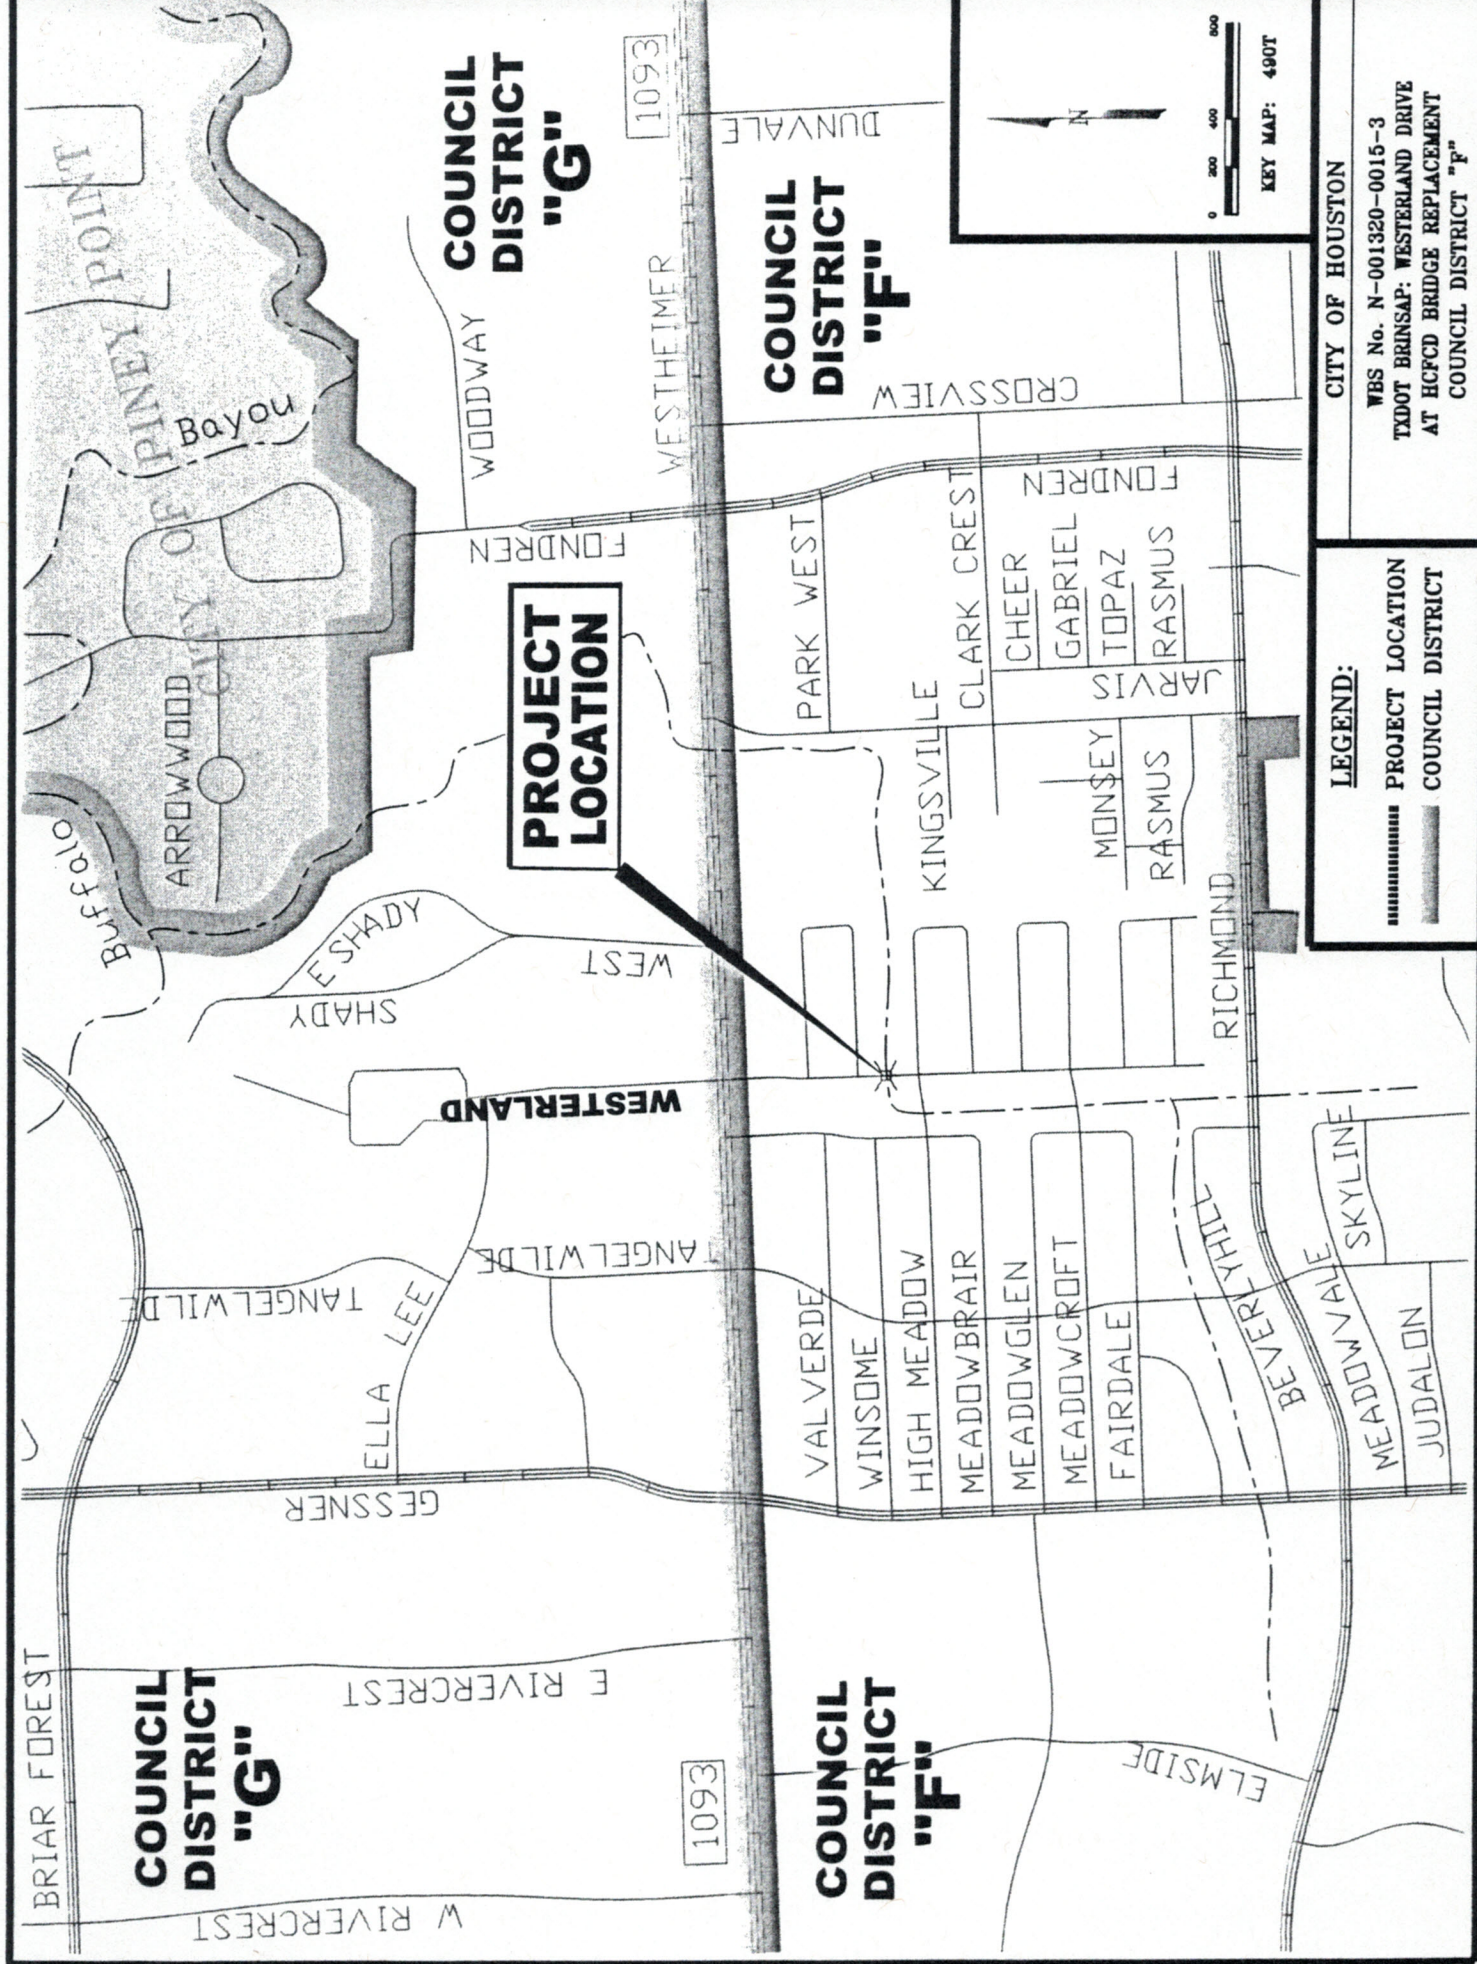 BRIAR FOREST
COUNCIL
DISTRICT
"G"
W RIVERCREST
E RIVERCREST
GESSNER
TANGELWILDE
ELLA LEE
TANGELWILDE
WESTERLAND
SHADY
E SHADY
WEST
Buffalo
ARROWWOOD
CITY OF PINEY POINT
Bayou
PROJECT
LOCATION
FONDREN
WOODWAY
COUNCIL
DISTRICT
"G"
WESTHEIMER
1093
1093
COUNCIL
DISTRICT
"F"
ELMSIDE
VALVERDE
WINSOME
HIGH MEADOW
MEADOWBRAIR
MEADOWGLEN
MEADOWCROFT
FAIRDALE
BEVERLYHILL
MEADOWVALE
SKYLINE
JUDALON
RICHMOND
KINGSVILLE
MONSEY
RASMUS
JARVIS
PARK WEST
CLARK CREST
CHEER
GABRIEL
TOPAZ
RASMUS
FONDREN
CROSSVIEW
COUNCIL
DISTRICT
"F"
DUNVALE
N
0 200 400 800
KEY MAP: 490T
LEGEND:
PROJECT LOCATION
COUNCIL DISTRICT
CITY OF HOUSTON
WBS No. N-001320-0015-3
TXDOT BRINSAP: WESTERLAND DRIVE
AT HCFCD BRIDGE REPLACEMENT
COUNCIL DISTRICT "F"